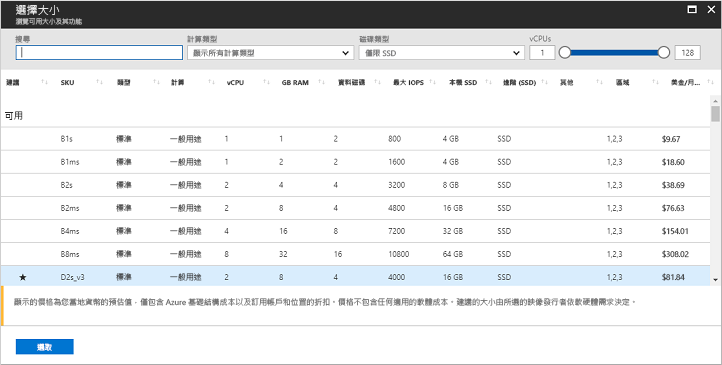 選擇大小
瀏覽可用大小及其功能
搜尋 計算類型 磁碟類型 vCPUs
顯示所有計算類型 僅限 SSD 1 128
建議 SKU 類型 計算 vCPU GB RAM 資料磁碟 最大 IOPS 本機 SSD 進階 (SSD) 其他 區域 美金/月...
可用
B1s 標準 一般用途 1 1 2 800 4 GB SSD 1,2,3 $9.67
B1ms 標準 一般用途 1 2 2 1600 4 GB SSD 1,2,3 $18.60
B2s 標準 一般用途 2 4 4 3200 8 GB SSD 1,2,3 $38.69
B2ms 標準 一般用途 2 8 4 4800 16 GB SSD 1,2,3 $76.63
B4ms 標準 一般用途 4 16 8 7200 32 GB SSD 1,2,3 $154.01
B8ms 標準 一般用途 8 32 16 10800 64 GB SSD 1,2,3 $308.02
★ D2s_v3 標準 一般用途 2 8 4 4000 16 GB SSD 1,2,3 $81.84
顯示的價格為您當地貨幣的預估值，僅包含 Azure 基礎結構成本以及訂用帳戶和位置的折扣。價格不包含任何適用的軟體成本。建議的大小由所選的映像發行者依軟硬體需求決定。
選取